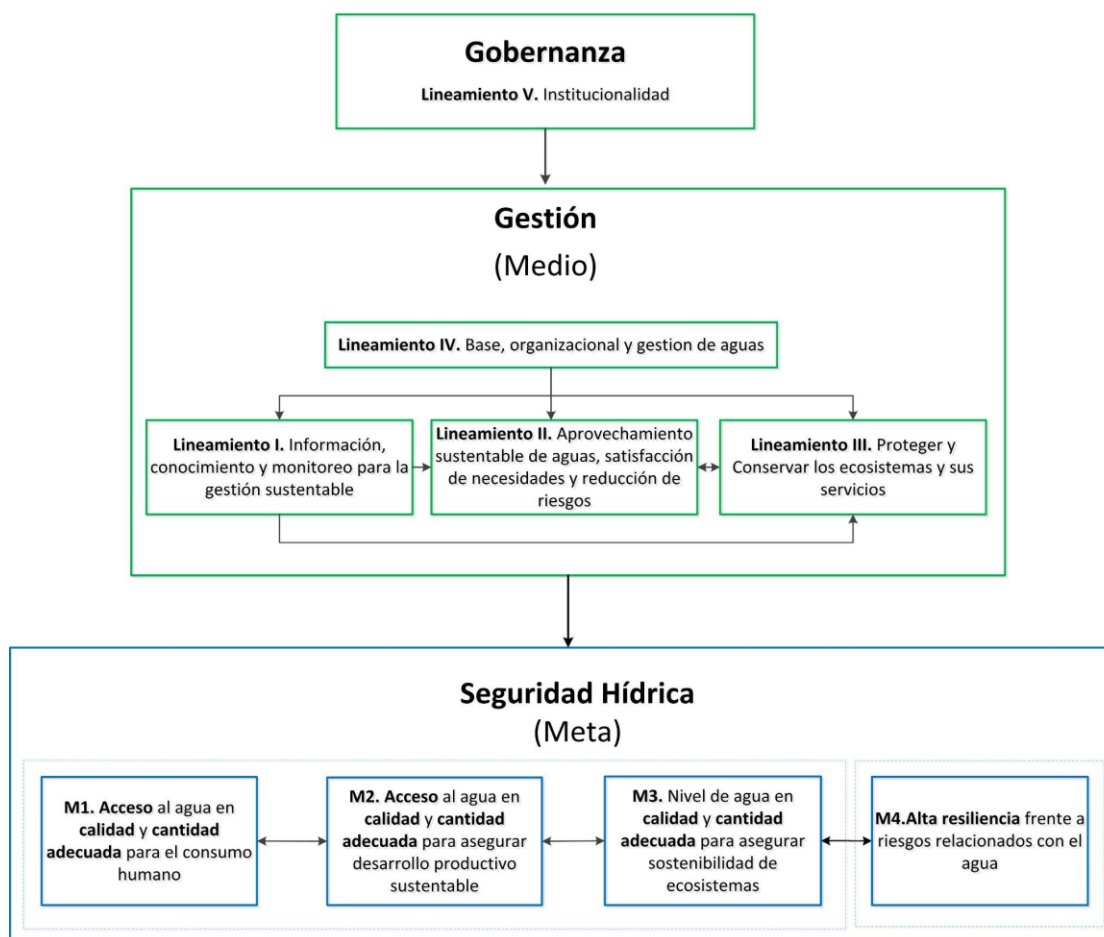 Gobernanza
Lineamiento V. Institucionalidad
Gestión
(Medio)
Lineamiento IV. Base, organizacional y gestion de aguas
Lineamiento I. Información,
conocimiento y monitoreo para la
gestión sustentable
Lineamiento II. Aprovechamiento
sustentable de aguas, satisfacción
de necesidades y reducción de
riesgos
Lineamiento III. Proteger y
Conservar los ecosistemas y sus
servicios
Seguridad Hídrica
(Meta)
M1. Acceso al agua en
calidad y cantidad
adecuada para el consumo
humano
M2. Acceso al agua en
calidad y cantidad
adecuada para asegurar
desarrollo productivo
sustentable
M3. Nivel de agua en
calidad y cantidad
adecuada para asegurar
sostenibilidad de
ecosistemas
M4.Alta resiliencia frente a
riesgos relacionados con el
agua